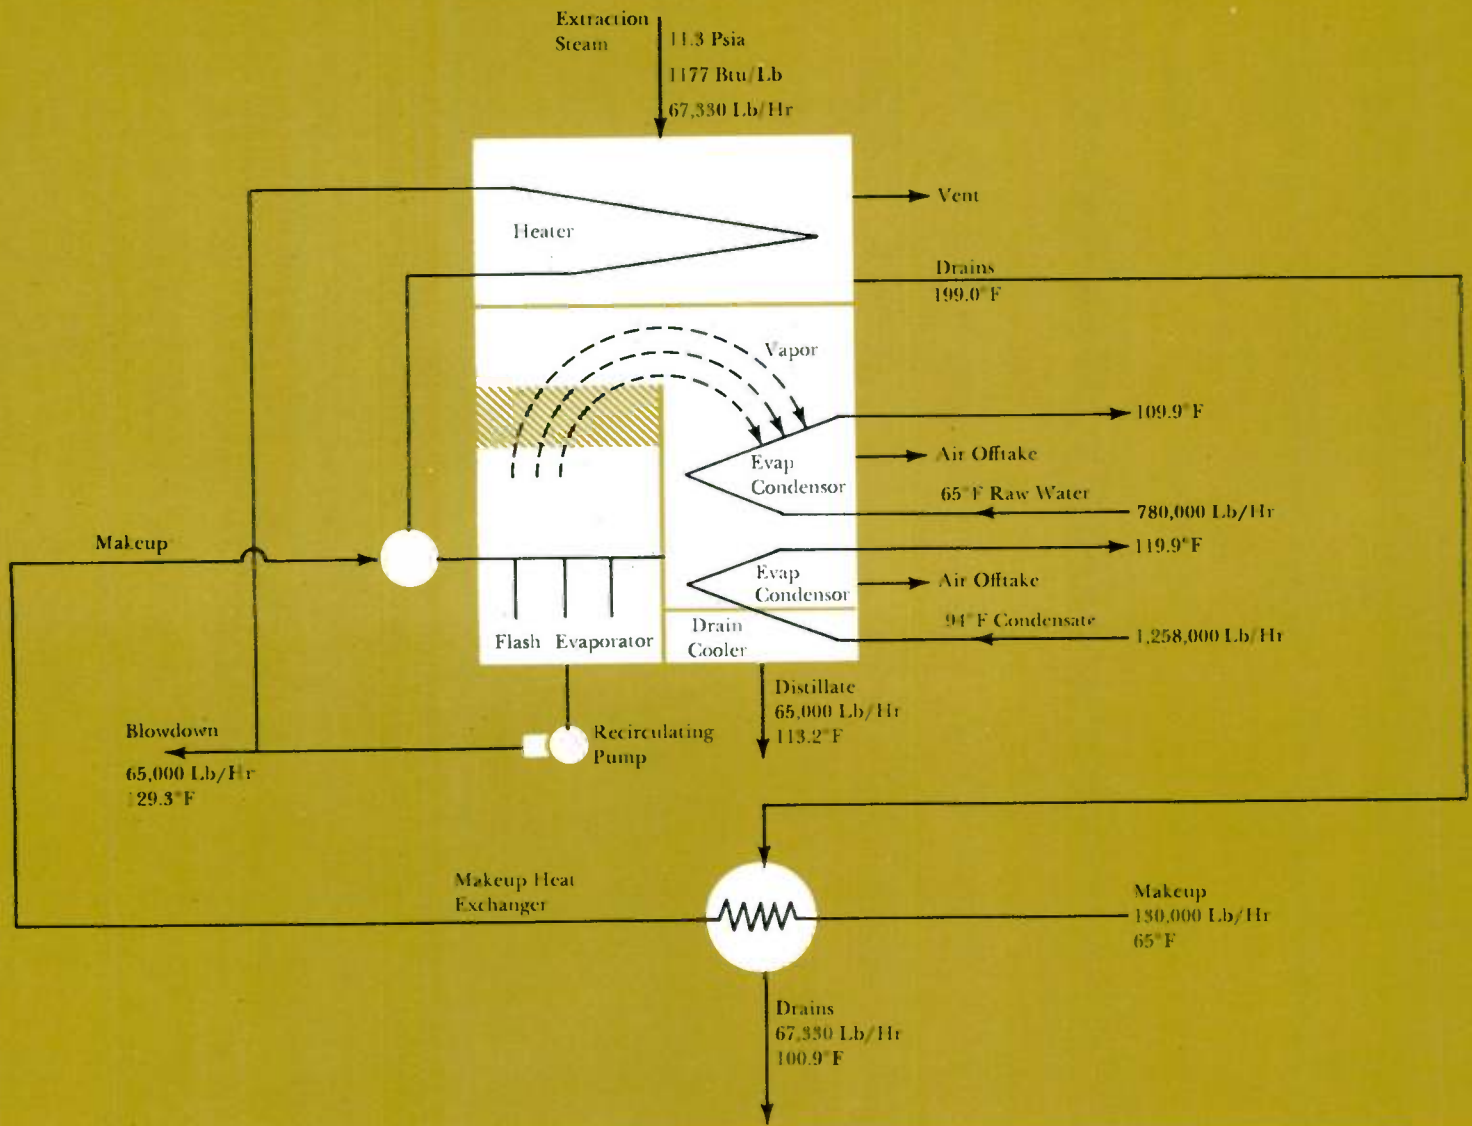 Extraction
Steam
11.3 Psia
1177 Btu/Lb
67,330 Lb/Hr
Heater
Vent
Drains
199.0°F
Vapor
109.9°F
Evap
Condensor
Air Offtake
65°F Raw Water
780,000 Lb/Hr
Makeup
119.9°F
Evap
Condensor
Air Offtake
94°F Condensate
1,258,000 Lb/Hr
Flash Evaporator
Drain
Cooler
Distillate
65,000 Lb/Hr
113.2°F
Blowdown
65,000 Lb/Hr
129.3°F
Recirculating
Pump
Makeup Heat
Exchanger
Makeup
130,000 Lb/Hr
65°F
Drains
67,330 Lb/Hr
100.9°F